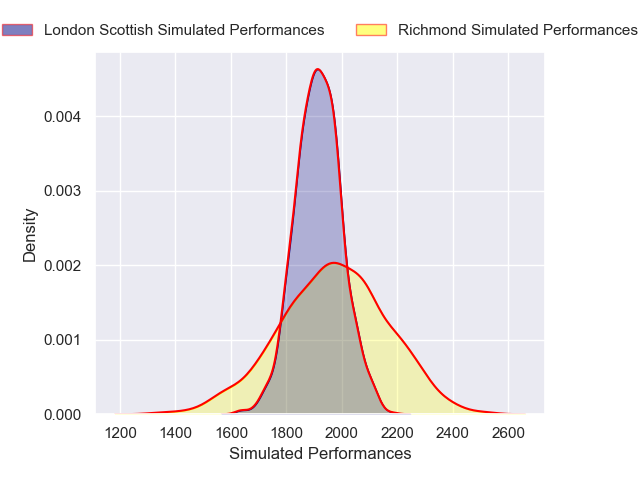 London Scottish Simulated Performances Richmond Simulated Performances
0.004
0.003
0.002
0.001
0.000
Density
1200 1400 1600 1800 2000 2200 2400 2600
Simulated Performances